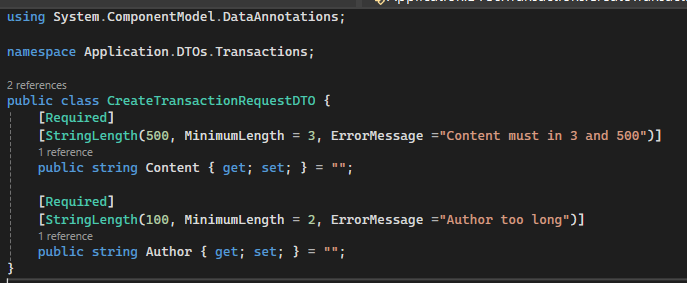 using System.ComponentModel.DataAnnotations;
namespace Application.DTOs.Transactions;
2 references
public class CreateTransactionRequestDTO {
[Required]
[StringLength(500, MinimumLength = 3, ErrorMessage ="Content must in 3 and 500")]
1 reference
public string Content { get; set; } = "";
[Required]
[StringLength(100, MinimumLength = 2, ErrorMessage ="Author too long")]
1 reference
public string Author { get; set; } = "";
}